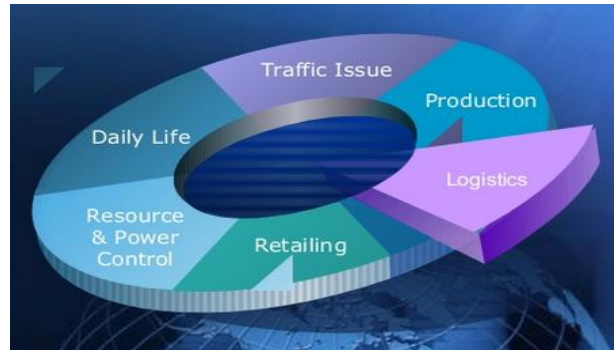 Traffic Issue
Production
Daily Life
Logistics
Resource
& Power
Control
Retailing